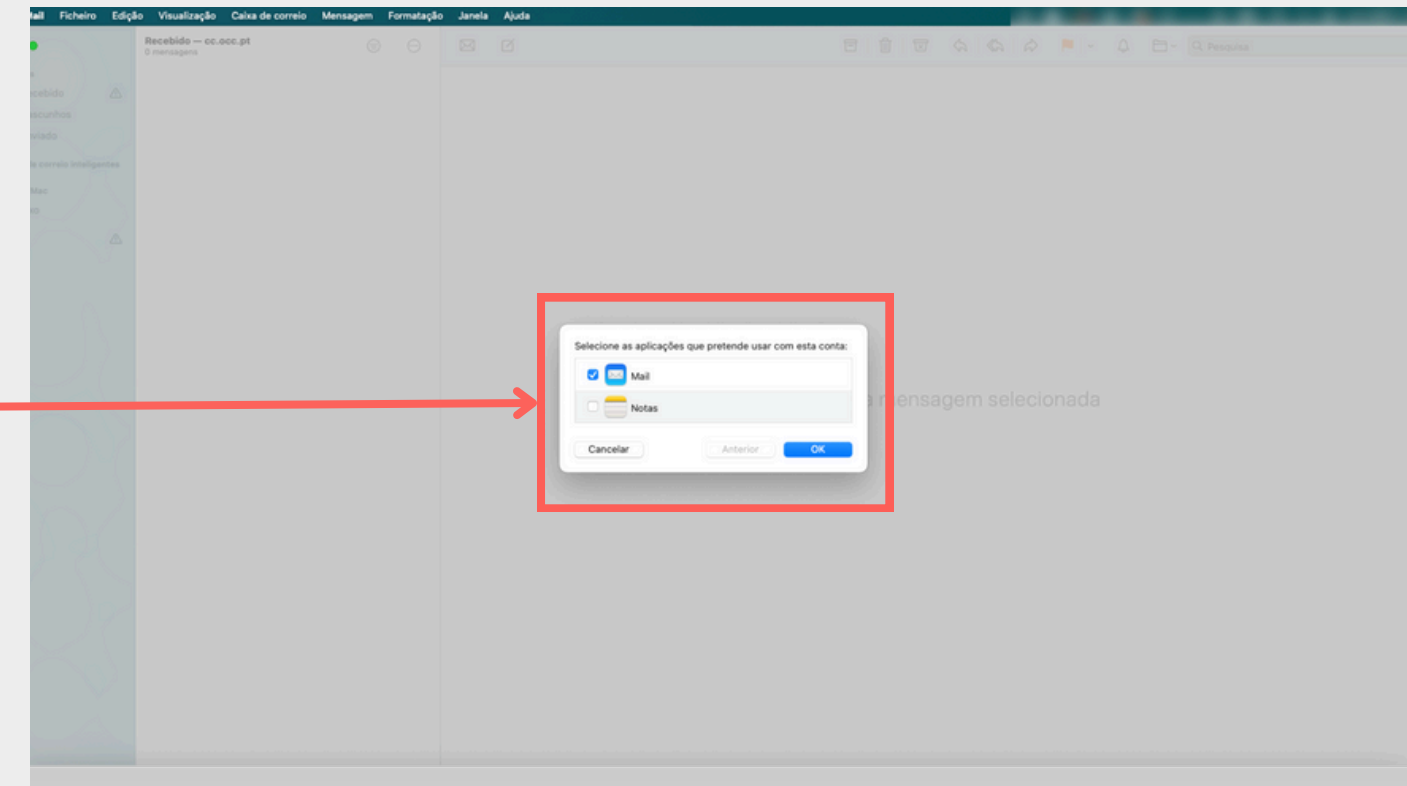 Ficheiro Edição Visualização Caixa de correio Mensagem Formatação Janela Ajuda
Recebido — cc.occ.pt
0 mensagens
Pesquisa
Selecione as aplicações que pretende usar com esta conta:
Mail
Notas
Cancelar Anterior OK
mensagem selecionada